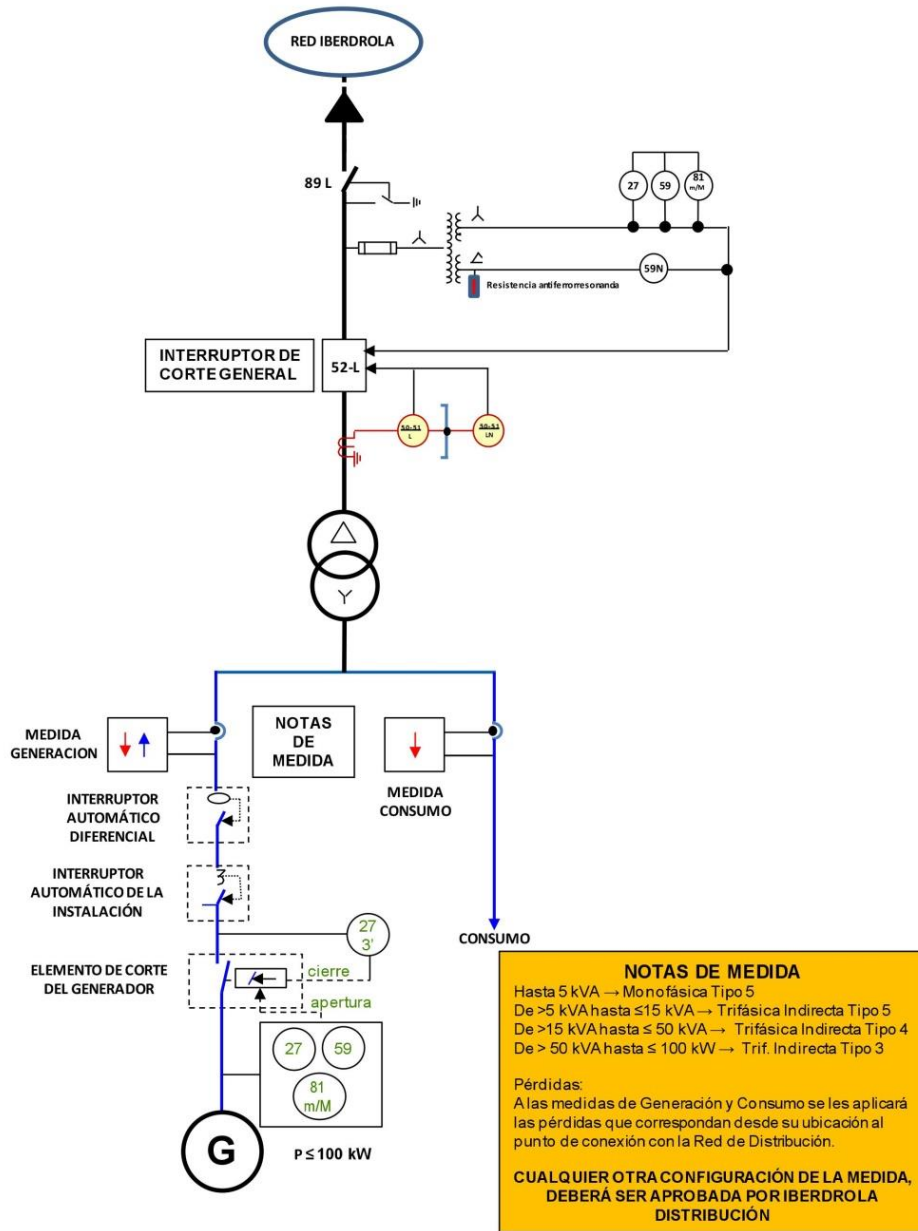 RED IBERDROLA
89 L
27
59
81
m/M
59N
Resistencia antiferrorresonanda
INTERRUPTOR DE
CORTE GENERAL
52-L
50-51
L
50-51
LN
MEDIDA
GENERACION
NOTAS
DE
MEDIDA
MEDIDA
CONSUMO
INTERRUPTOR
AUTOMÁTICO
DIFERENCIAL
INTERRUPTOR
AUTOMÁTICO DE LA
INSTALACIÓN
27
3'
CONSUMO
ELEMENTO DE CORTE
DEL GENERADOR
cierre
apertura
27
59
81
m/M
G
P ≤ 100 kW
NOTAS DE MEDIDA
Hasta 5 kVA → Monofásica Tipo 5
De >5 kVA hasta ≤15 kVA → Trifásica Indirecta Tipo 5
De >15 kVA hasta ≤ 50 kVA → Trifásica Indirecta Tipo 4
De > 50 kVA hasta ≤ 100 kW → Trif. Indirecta Tipo 3
Pérdidas:
A las medidas de Generación y Consumo se les aplicará
las pérdidas que correspondan desde su ubicación al
punto de conexión con la Red de Distribución.
CUALQUIER OTRA CONFIGURACIÓN DE LA MEDIDA,
DEBERÁ SER APROBADA POR IBERDROLA
DISTRIBUCIÓN